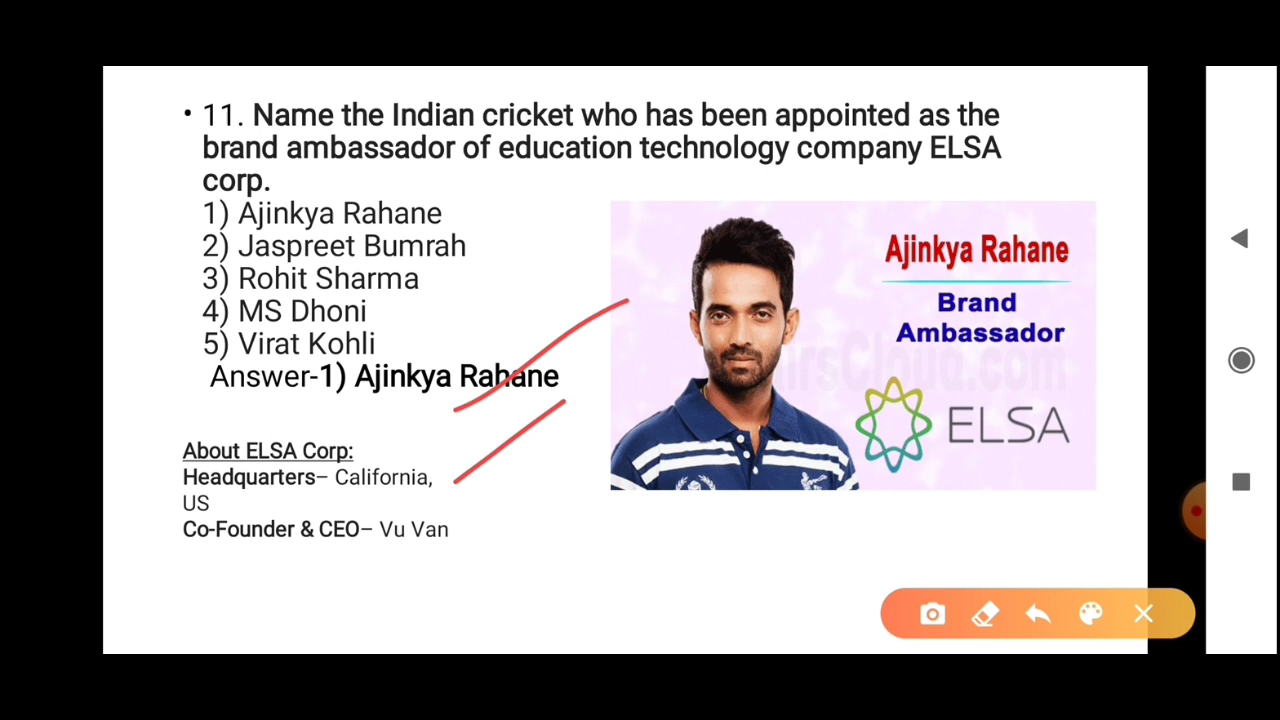 • 11. Name the Indian cricket who has been appointed as the
brand ambassador of education technology company ELSA
corp.
1) Ajinkya Rahane
2) Jaspreet Bumrah
3) Rohit Sharma
4) MS Dhoni
5) Virat Kohli
Answer-1) Ajinkya Rahane
About ELSA Corp:
Headquarters– California,
US
Co-Founder & CEO– Vu Van
Ajinkya Rahane
Brand
Ambassador
ELSA